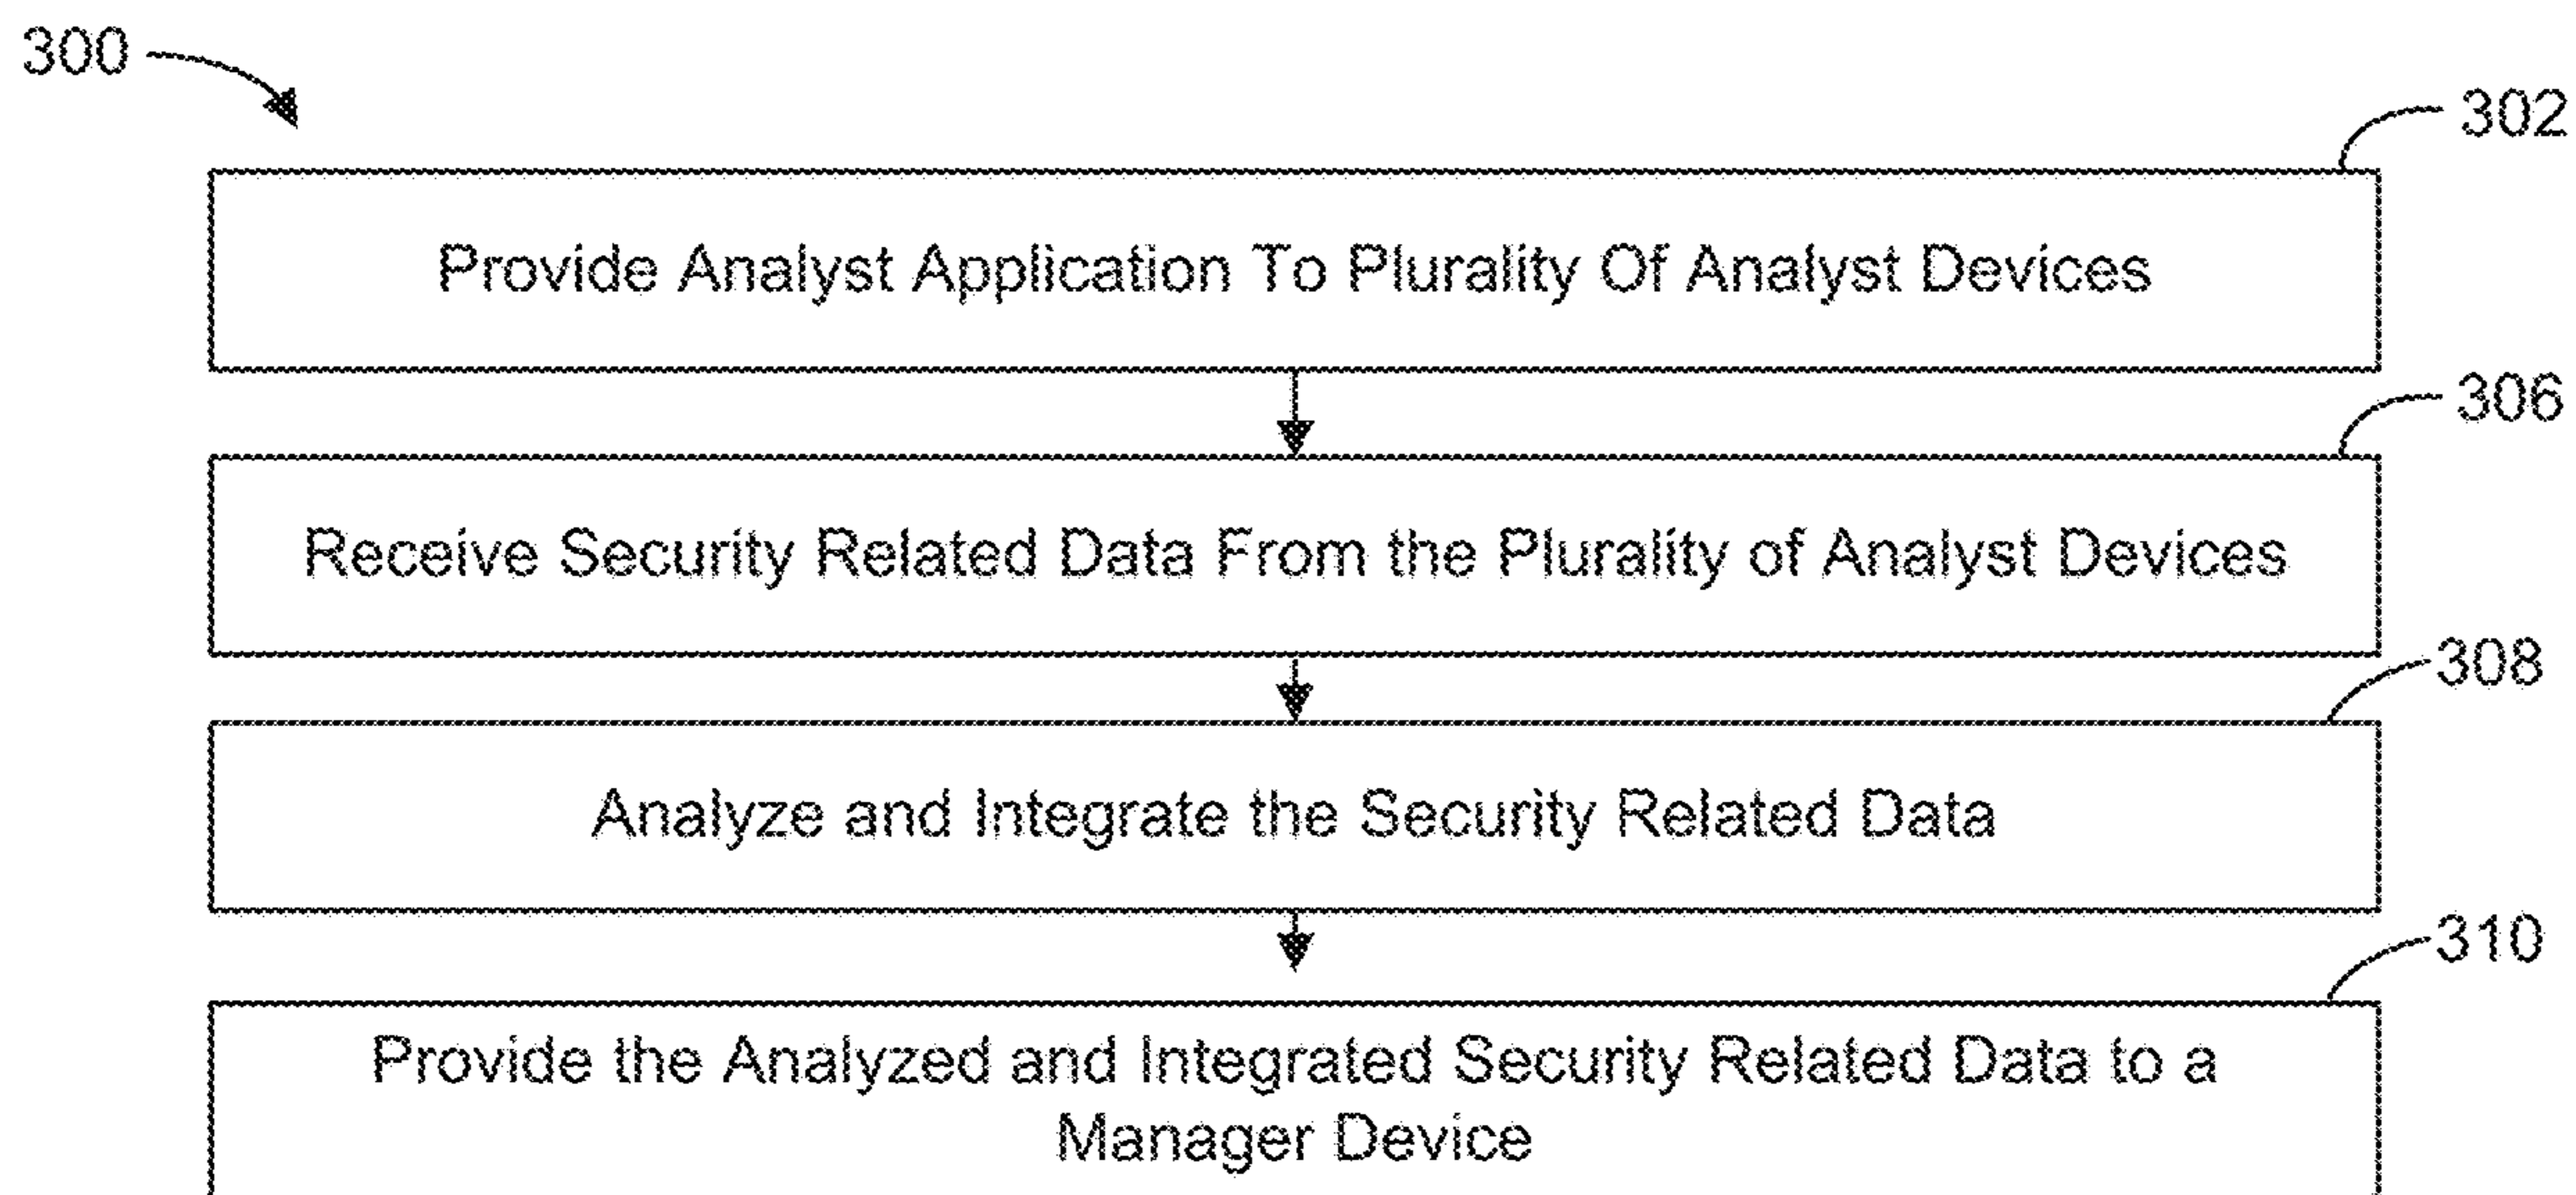 300
302
Provide Analyst Application To Plurality Of Analyst Devices
306
Receive Security Related Data From the Plurality of Analyst Devices
308
Analyze and Integrate the Security Related Data
310
Provide the Analyzed and Integrated Security Related Data to a
Manager Device